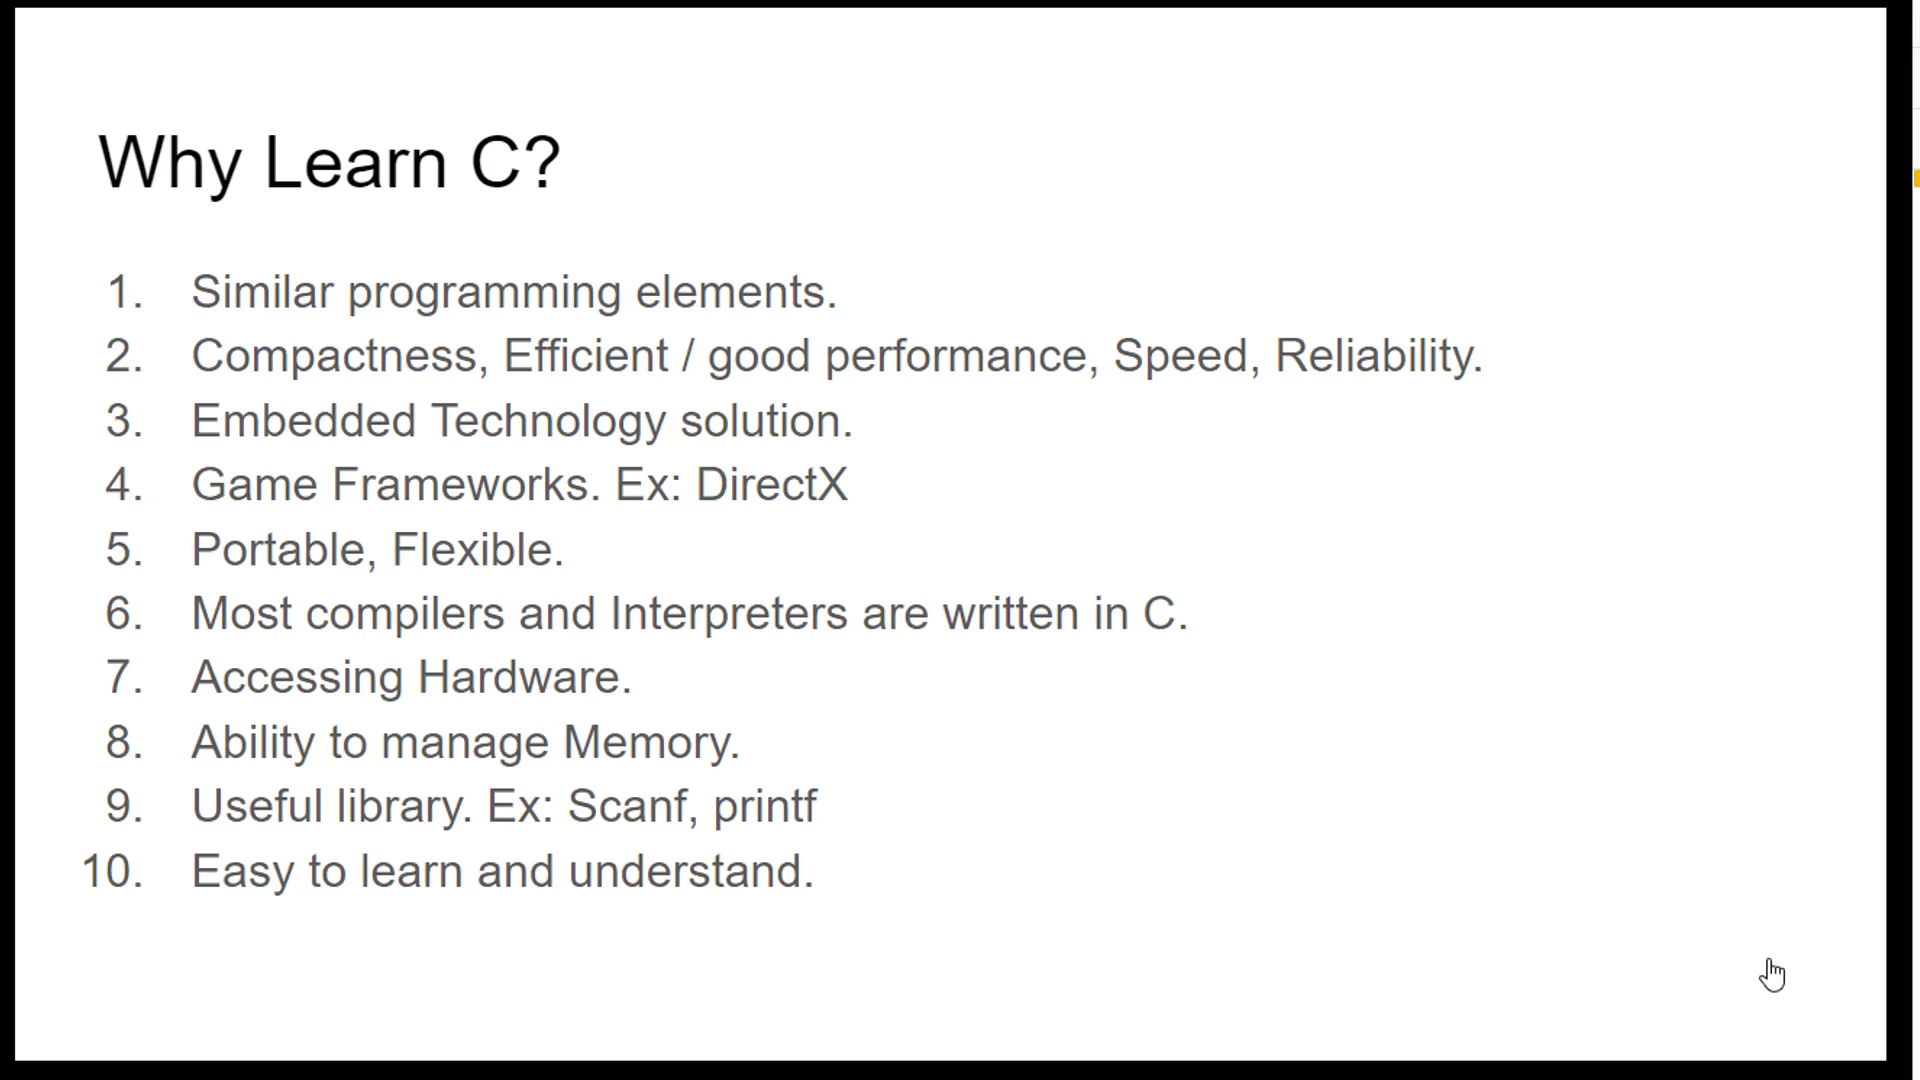 Why Learn C?
1. Similar programming elements.
2. Compactness, Efficient / good performance, Speed, Reliability.
3. Embedded Technology solution.
4. Game Frameworks. Ex: DirectX
5. Portable, Flexible.
6. Most compilers and Interpreters are written in C.
7. Accessing Hardware.
8. Ability to manage Memory.
9. Useful library. Ex: Scanf, printf
10. Easy to learn and understand.